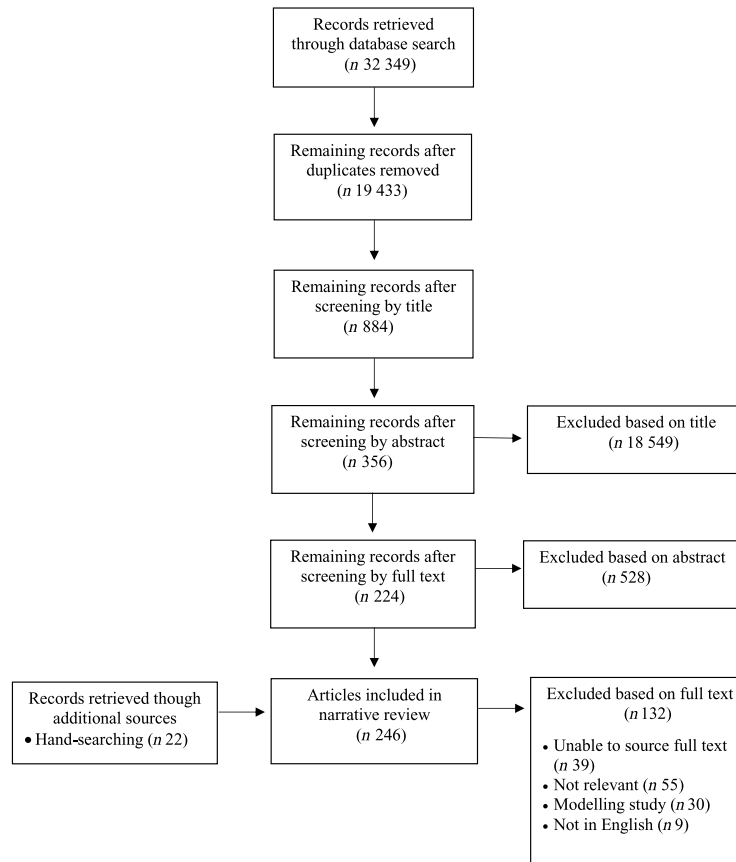 Records retrieved
through database search
(n 32 349)
Remaining records after
duplicates removed
(n 19 433)
Remaining records after
screening by title
(n 884)
Remaining records after
screening by abstract
(n 356)
Excluded based on title
(n 18 549)
Remaining records after
screening by full text
(n 224)
Excluded based on abstract
(n 528)
Records retrieved though
additional sources
• Hand-searching (n 22)
Articles included in
narrative review
(n 246)
Excluded based on full text
(n 132)
• Unable to source full text
(n 39)
• Not relevant (n 55)
• Modelling study (n 30)
• Not in English (n 9)